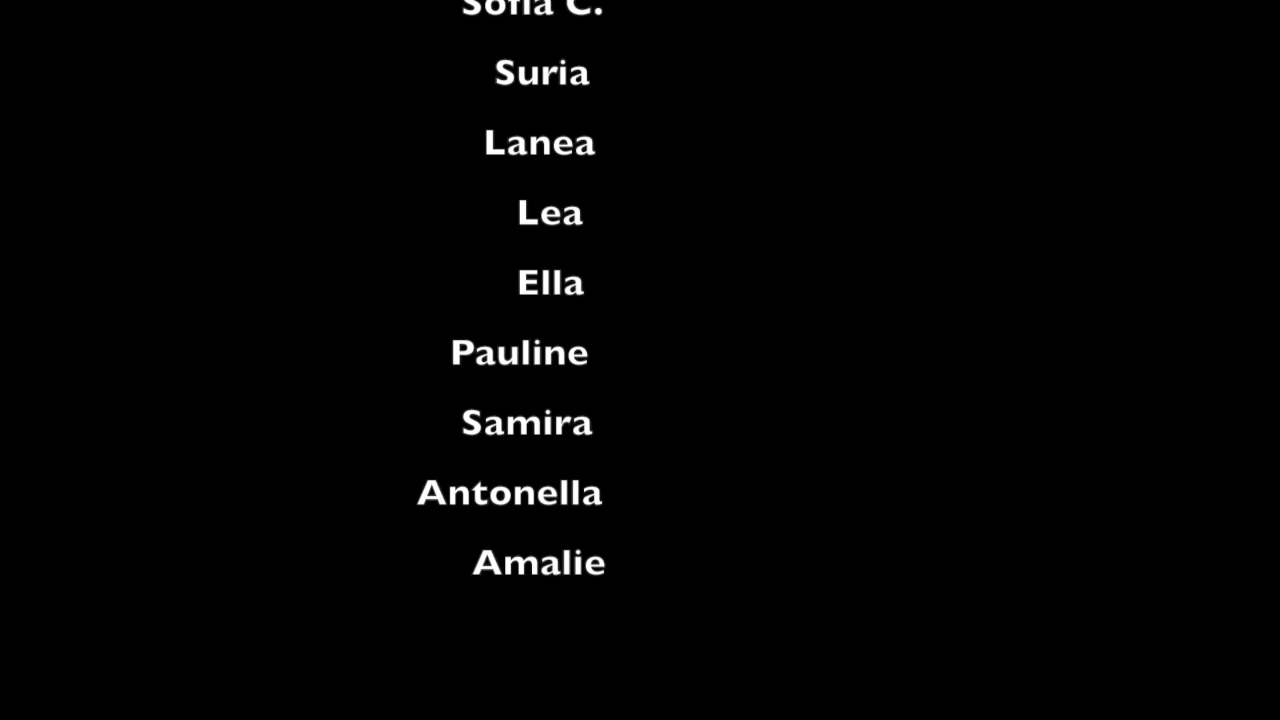 Sofia C.
Suria
Lanea
Lea
Ella
Pauline
Samira
Antonella
Amalie